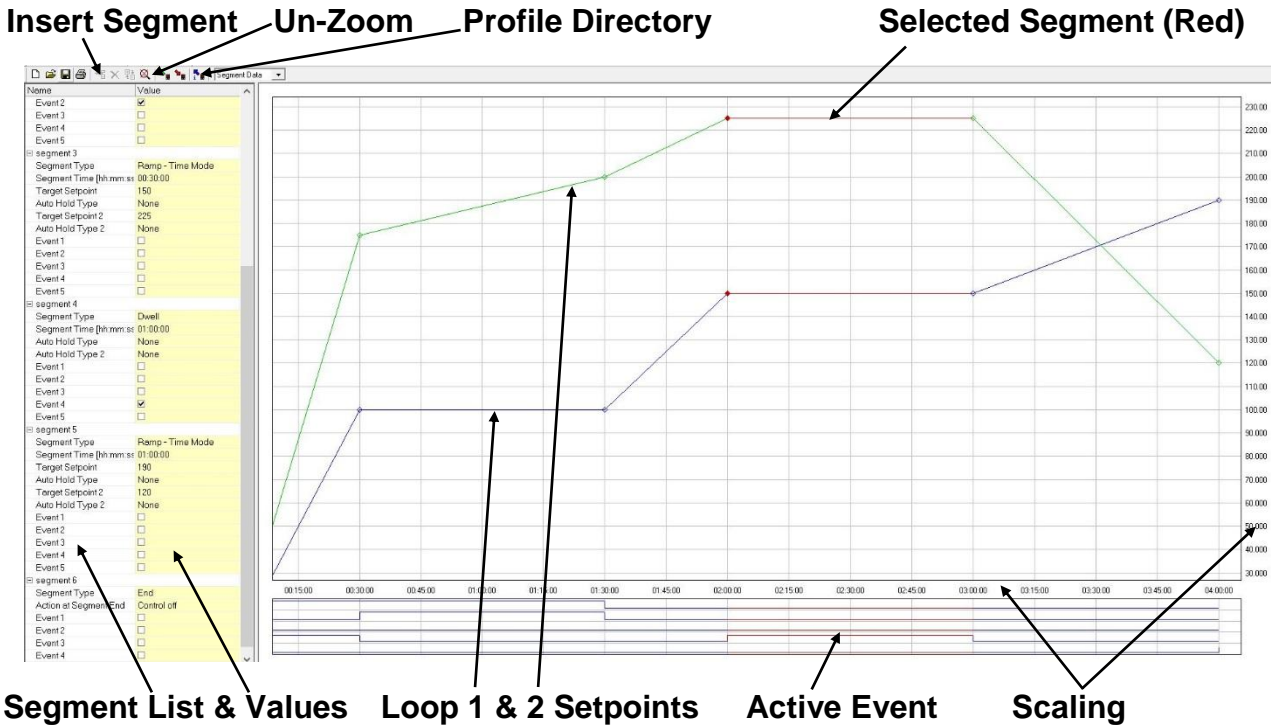 Insert Segment Un-Zoom Profile Directory Selected Segment (Red)
Segment Data
Name Value
Event 2
Event 3
Event 4
Event 5
segment 3
Segment Type Ramp - Time Mode
Segment Time [hh:mm:ss 00:30:00
Target Setpoint 150
Auto Hold Type None
Target Setpoint 2 225
Auto Hold Type 2 None
Event 1
Event 2
Event 3
Event 4
Event 5
segment 4
Segment Type Dwell
Segment Time [hh:mm:ss 01:00:00
Auto Hold Type None
Auto Hold Type 2 None
Event 1
Event 2
Event 3
Event 4
Event 5
segment 5
Segment Type Ramp - Time Mode
Segment Time [hh:mm:ss 01:00:00
Target Setpoint 190
Auto Hold Type None
Target Setpoint 2 120
Auto Hold Type 2 None
Event 1
Event 2
Event 3
Event 4
Event 5
segment 6
Segment Type End
Action at Segment End Control off
Event 1
Event 2
Event 3
Event 4
230.00
220.00
210.00
200.00
190.00
180.00
170.00
160.00
150.00
140.00
130.00
120.00
110.00
100.00
90.000
80.000
70.000
60.000
50.000
40.000
30.000
00:15:00 00:30:00 00:45:00 01:00:00 01:15:00 01:30:00 01:45:00 02:00:00 02:15:00 02:30:00 02:45:00 03:00:00 03:15:00 03:30:00 03:45:00 04:00:00
Segment List & Values Loop 1 & 2 Setpoints Active Event Scaling